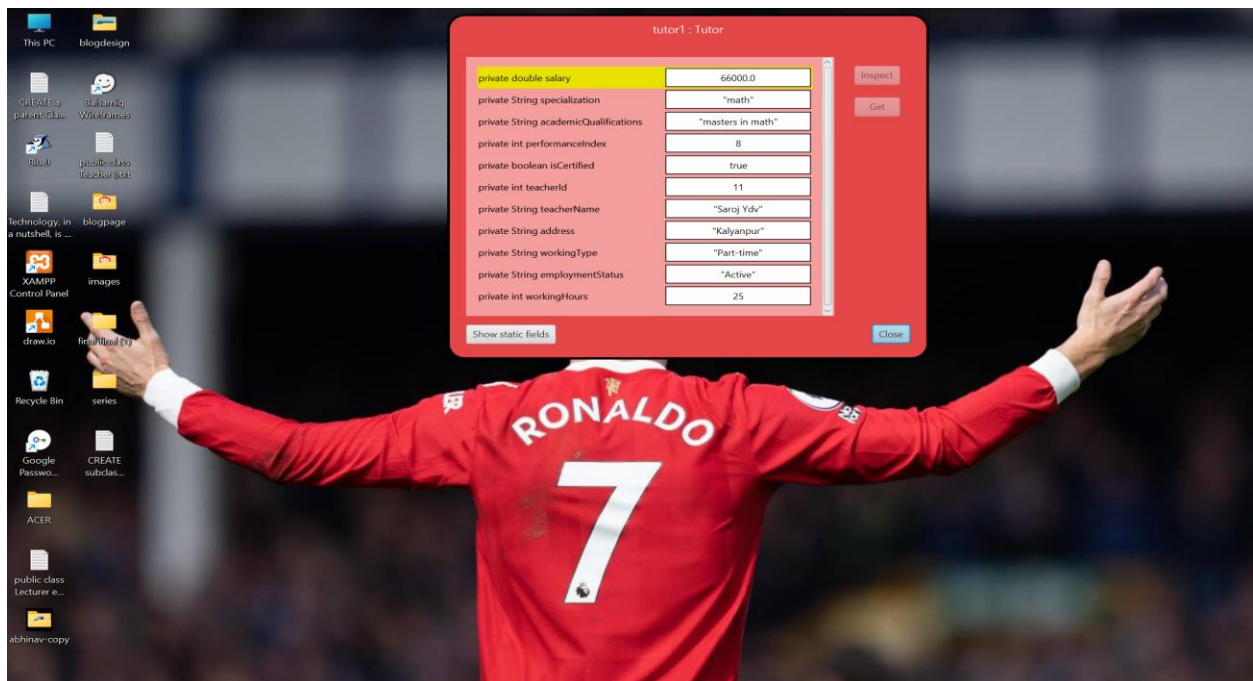 This PC
blogdesign
CREATE a
parent Cla...
Balsamiq
Wireframes
BlueJ
public class
Teacher {ext
Technology, in
a nutshell, is ...
blogpage
XAMPP
Control Panel
images
draw.io
final final (1)
Recycle Bin
series
Google
Passwo...
CREATE
subclas...
ACER
public class
Lecturer e...
abhinav-copy
tutor1 : Tutor
private double salary 66000.0
private String specialization "math"
private String academicQualifications "masters in math"
private int performanceIndex 8
private boolean isCertified true
private int teacherId 11
private String teacherName "Saroj Ydv"
private String address "Kalyanpur"
private String workingType "Part-time"
private String employmentStatus "Active"
private int workingHours 25
Inspect
Get
Show static fields
Close
RONALDO
7